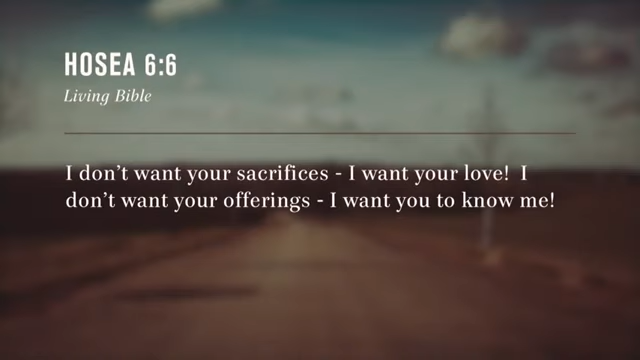 HOSEA 6:6
Living Bible
I don’t want your sacrifices - I want your love!  I
don’t want your offerings - I want you to know me!